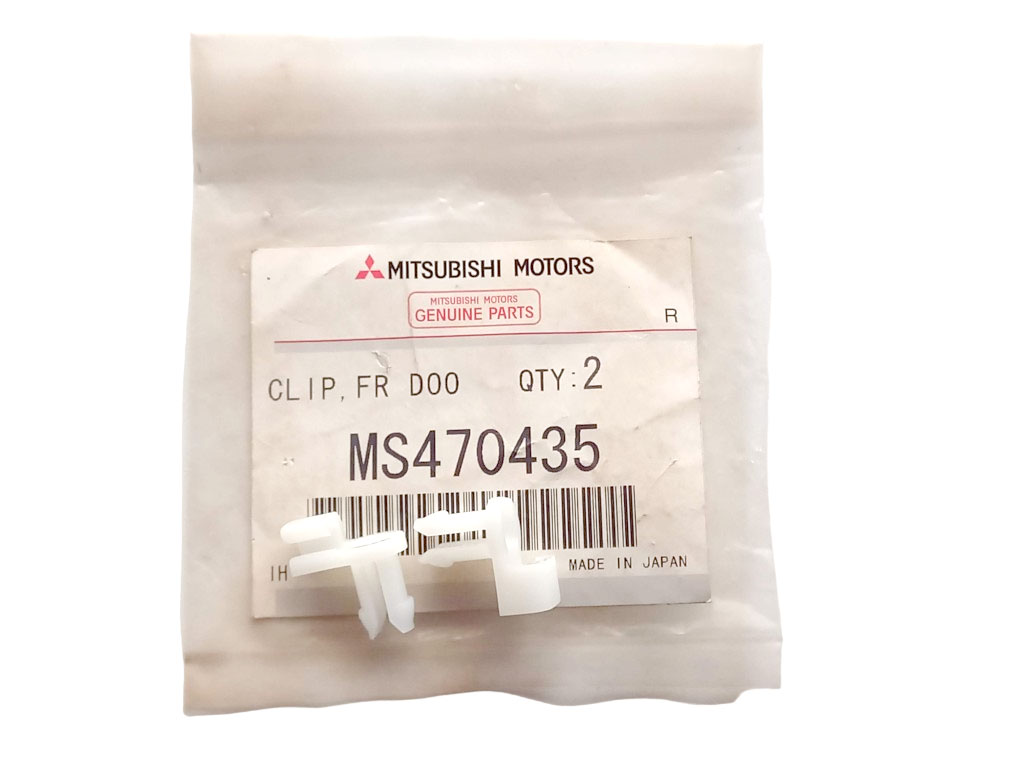 MITSUBISHI MOTORS
MITSUBISHI MOTORS
GENUINE PARTS
R
CLIP, FR DOO QTY:2
MS470435
IH
MADE IN JAPAN